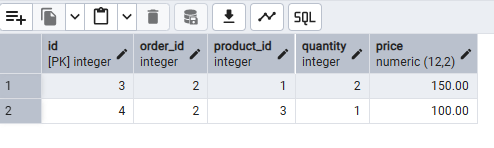 SQL
id order_id product_id quantity price
[PK] integer integer integer integer numeric (12,2)
1 3 2 1 2 150.00
2 4 2 3 1 100.00